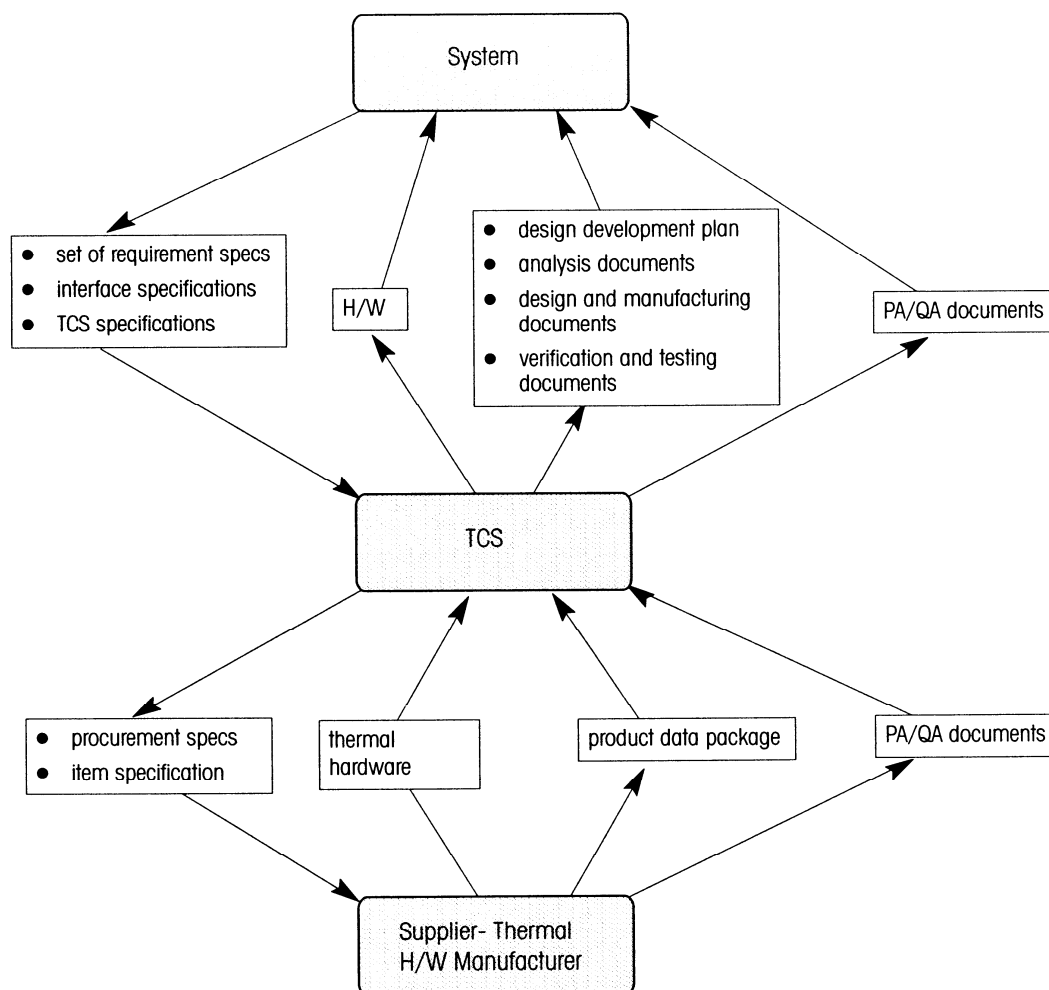 System
● set of requirement specs
● interface specifications
● TCS specifications
H/W
● design development plan
● analysis documents
● design and manufacturing
documents
● verification and testing
documents
PA/QA documents
TCS
● procurement specs
● item specification
thermal
hardware
product data package
PA/QA documents
Supplier- Thermal
H/W Manufacturer